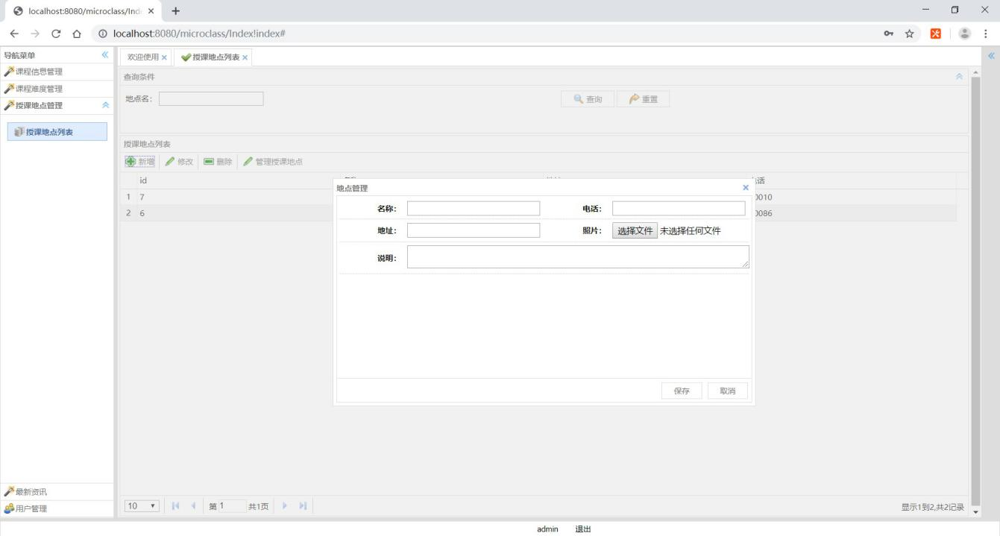 localhost:8080/microclass/Ind
localhost:8080/microclass/Index!index#
导航菜单
欢迎使用
授课地点列表
课程信息管理
查询条件
课程难度管理
地点名：
查询
重置
授课地点管理
授课地点列表
授课地点列表
新增
修改
删除
管理授课地点
id
话
地点管理
1 7
0010
名称：
电话：
2 6
0086
地址：
照片：
选择文件
未选择任何文件
说明：
保存
取消
最新资讯
用户管理
10
第 1
共1页
显示1到2,共2记录
admin
退出